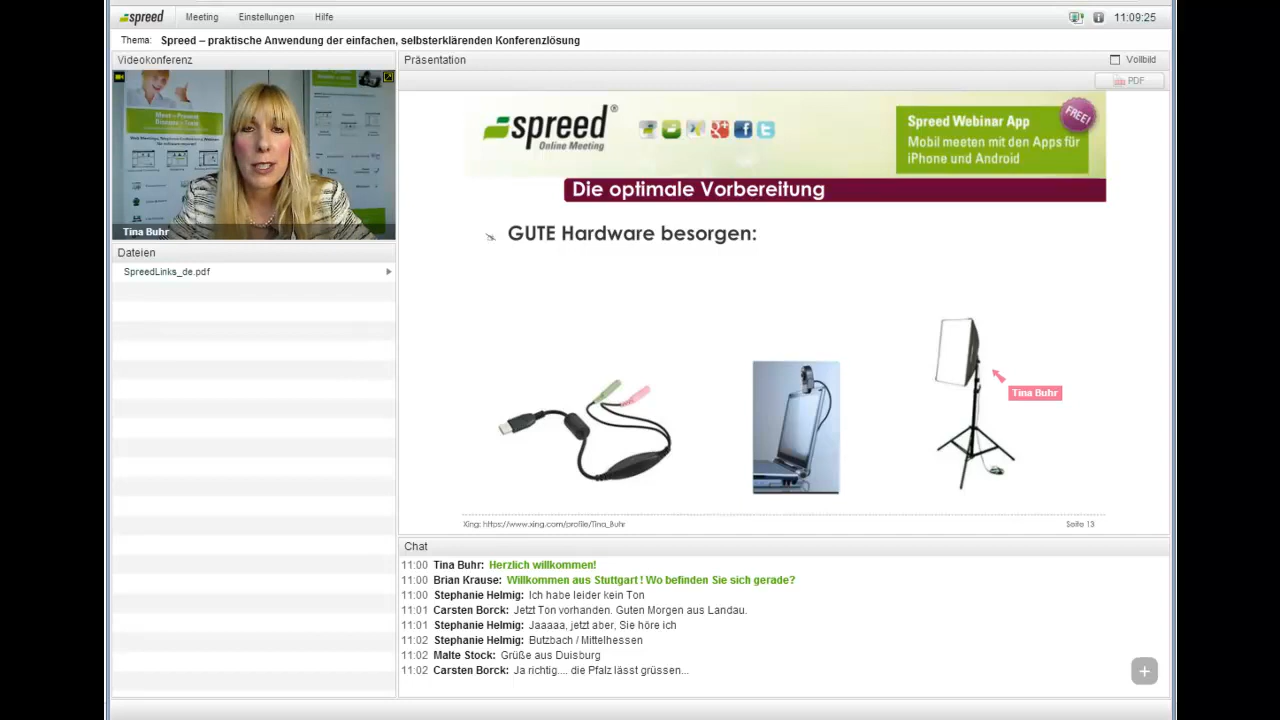 spreed Meeting Einstellungen Hilfe 11:09:25
Thema: Spreed – praktische Anwendung der einfachen, selbsterklärenden Konferenzlösung
Videokonferenz
Präsentation
Vollbild
PDF
Tina Buhr
Dateien
SpreedLinks_de.pdf
spreed®
Online Meeting
Spreed Webinar App
Mobil meeten mit den Apps für
iPhone und Android
FREE!
Die optimale Vorbereitung
GUTE Hardware besorgen:
Tina Buhr
Xing: https://www.xing.com/profile/Tina_Buhr
Seite 13
Chat
11:00 Tina Buhr: Herzlich willkommen!
11:00 Brian Krause: Willkommen aus Stuttgart! Wo befinden Sie sich gerade?
11:00 Stephanie Helmig: Ich habe leider kein Ton
11:01 Carsten Borck: Jetzt Ton vorhanden. Guten Morgen aus Landau.
11:01 Stephanie Helmig: Jaaaaa, jetzt aber, Sie höre ich
11:02 Stephanie Helmig: Butzbach / Mittelhessen
11:02 Malte Stock: Grüße aus Duisburg
11:02 Carsten Borck: Ja richtig.... die Pfalz lässt grüssen...